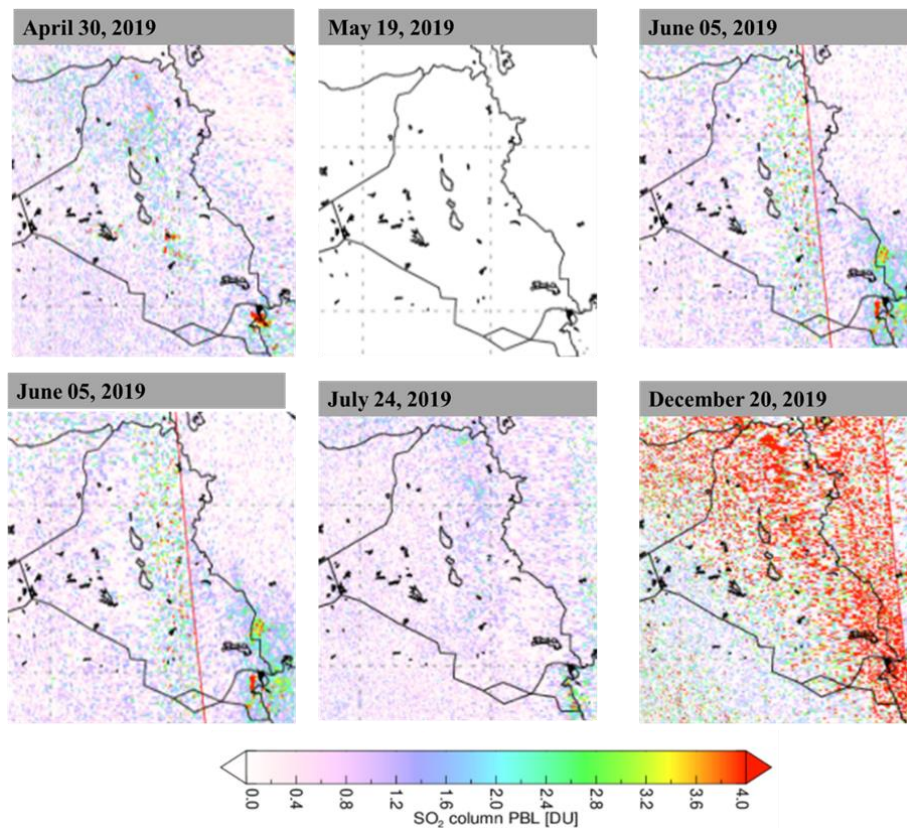 April 30, 2019
May 19, 2019
June 05, 2019
June 05, 2019
July 24, 2019
December 20, 2019
0.0 0.4 0.8 1.2 1.6 2.0 2.4 2.8 3.2 3.6 4.0
SO₂ column PBL [DU]